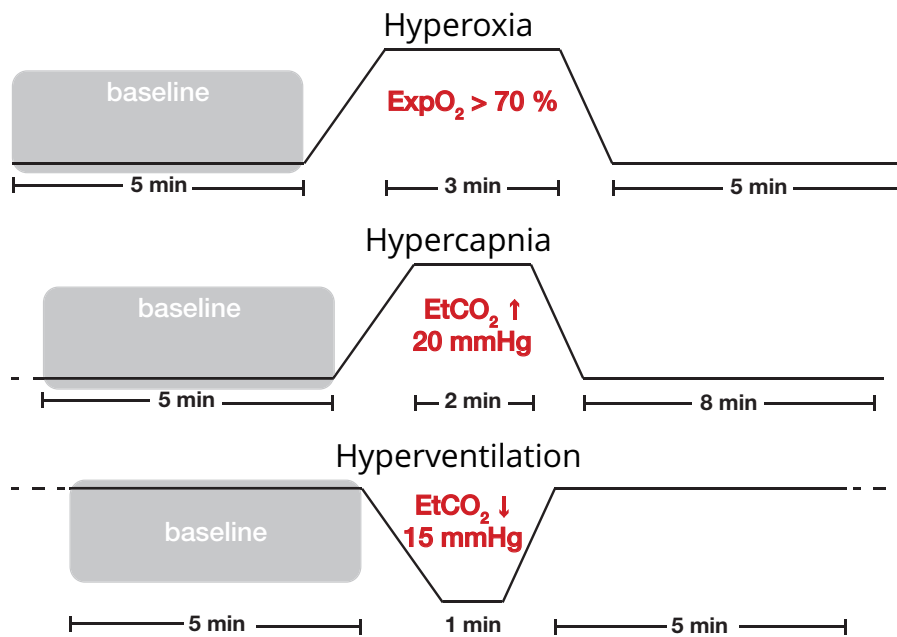 Hyperoxia
baseline
ExpO₂ > 70 %
5 min
3 min
5 min
Hypercapnia
baseline
EtCO₂ ↑
20 mmHg
5 min
2 min
8 min
Hyperventilation
EtCO₂ ↓
15 mmHg
baseline
5 min
1 min
5 min